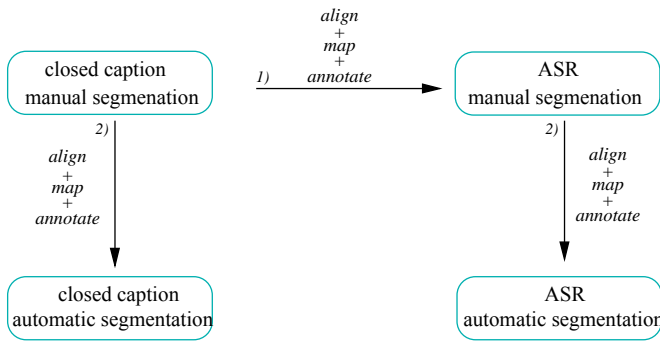 align
+
map
+
annotate
1)
closed caption
manual segmenation
ASR
manual segmenation
2)
align
+
map
+
annotate
2)
align
+
map
+
annotate
closed caption
automatic segmentation
ASR
automatic segmentation